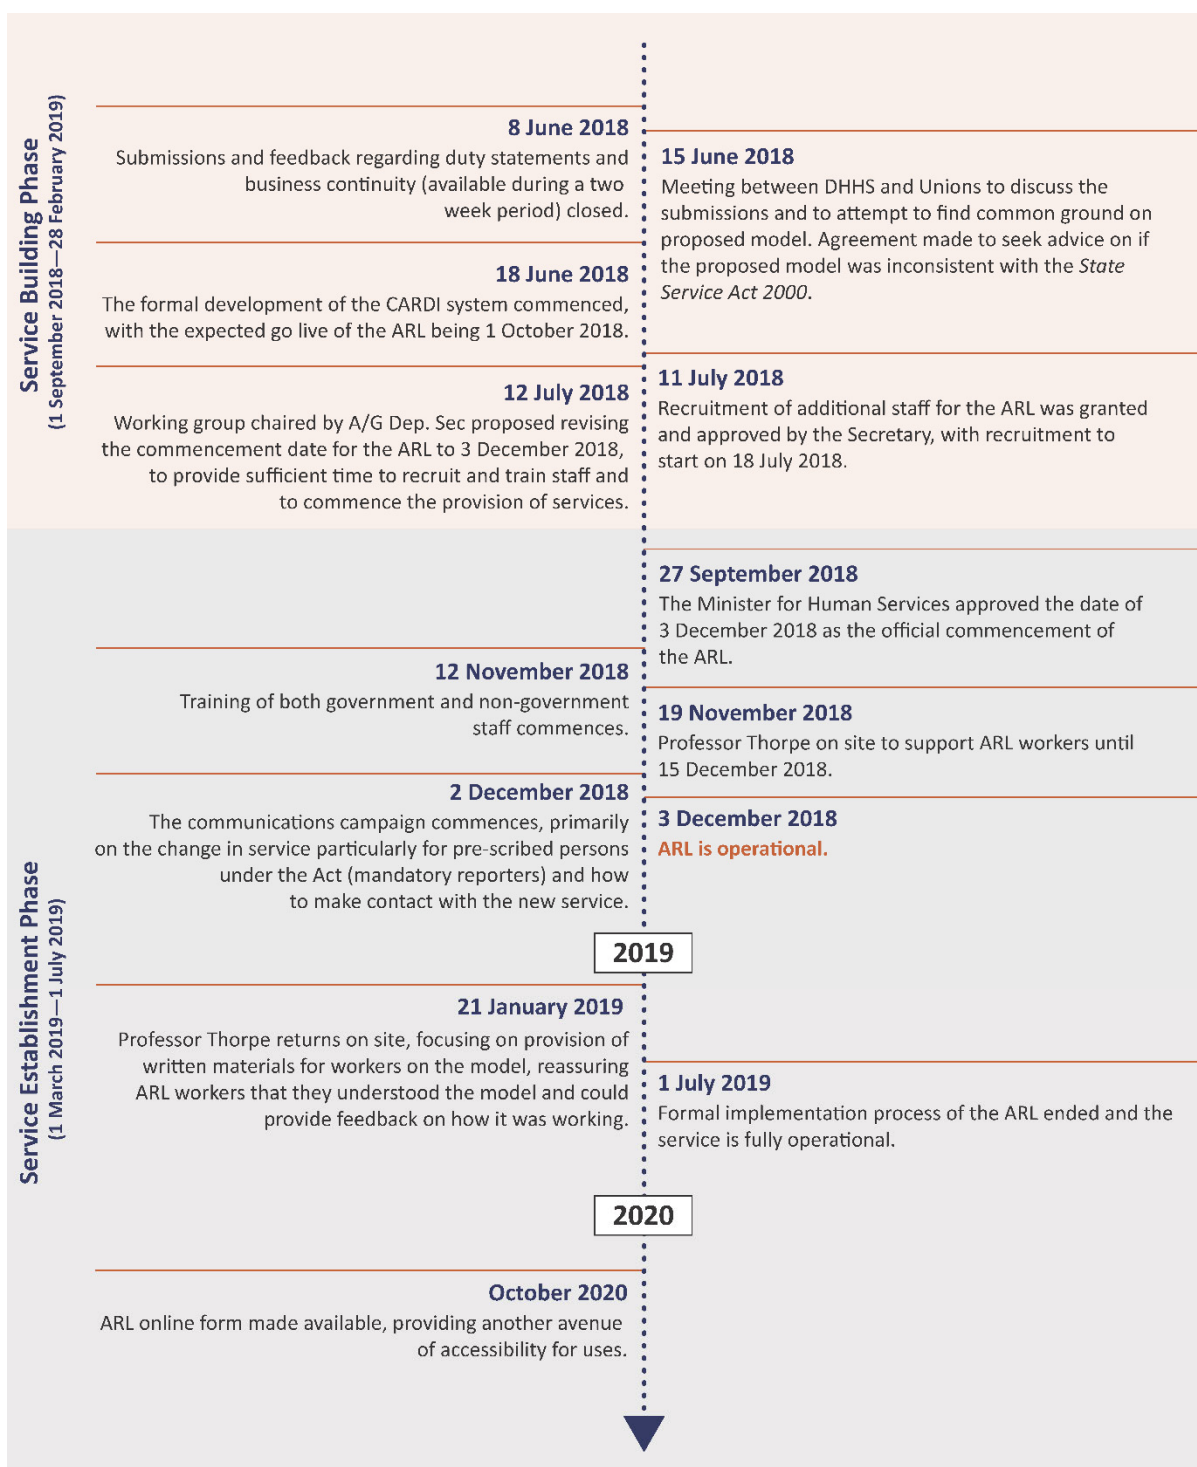 Service Building Phase
(1 September 2018—28 February 2019)
8 June 2018
Submissions and feedback regarding duty statements and
business continuity (available during a two
week period) closed.
15 June 2018
Meeting between DHHS and Unions to discuss the
submissions and to attempt to find common ground on
proposed model. Agreement made to seek advice on if
the proposed model was inconsistent with the State
Service Act 2000.
18 June 2018
The formal development of the CARDI system commenced,
with the expected go live of the ARL being 1 October 2018.
11 July 2018
Recruitment of additional staff for the ARL was granted
and approved by the Secretary, with recruitment to
start on 18 July 2018.
12 July 2018
Working group chaired by A/G Dep. Sec proposed revising
the commencement date for the ARL to 3 December 2018,
to provide sufficient time to recruit and train staff and
to commence the provision of services.
Service Establishment Phase
(1 March 2019—1 July 2019)
27 September 2018
The Minister for Human Services approved the date of
3 December 2018 as the official commencement of
the ARL.
12 November 2018
Training of both government and non-government
staff commences.
19 November 2018
Professor Thorpe on site to support ARL workers until
15 December 2018.
2 December 2018
The communications campaign commences, primarily
on the change in service particularly for pre-scribed persons
under the Act (mandatory reporters) and how
to make contact with the new service.
3 December 2018
ARL is operational.
2019
21 January 2019
Professor Thorpe returns on site, focusing on provision of
written materials for workers on the model, reassuring
ARL workers that they understood the model and could
provide feedback on how it was working.
1 July 2019
Formal implementation process of the ARL ended and the
service is fully operational.
2020
October 2020
ARL online form made available, providing another avenue
of accessibility for uses.